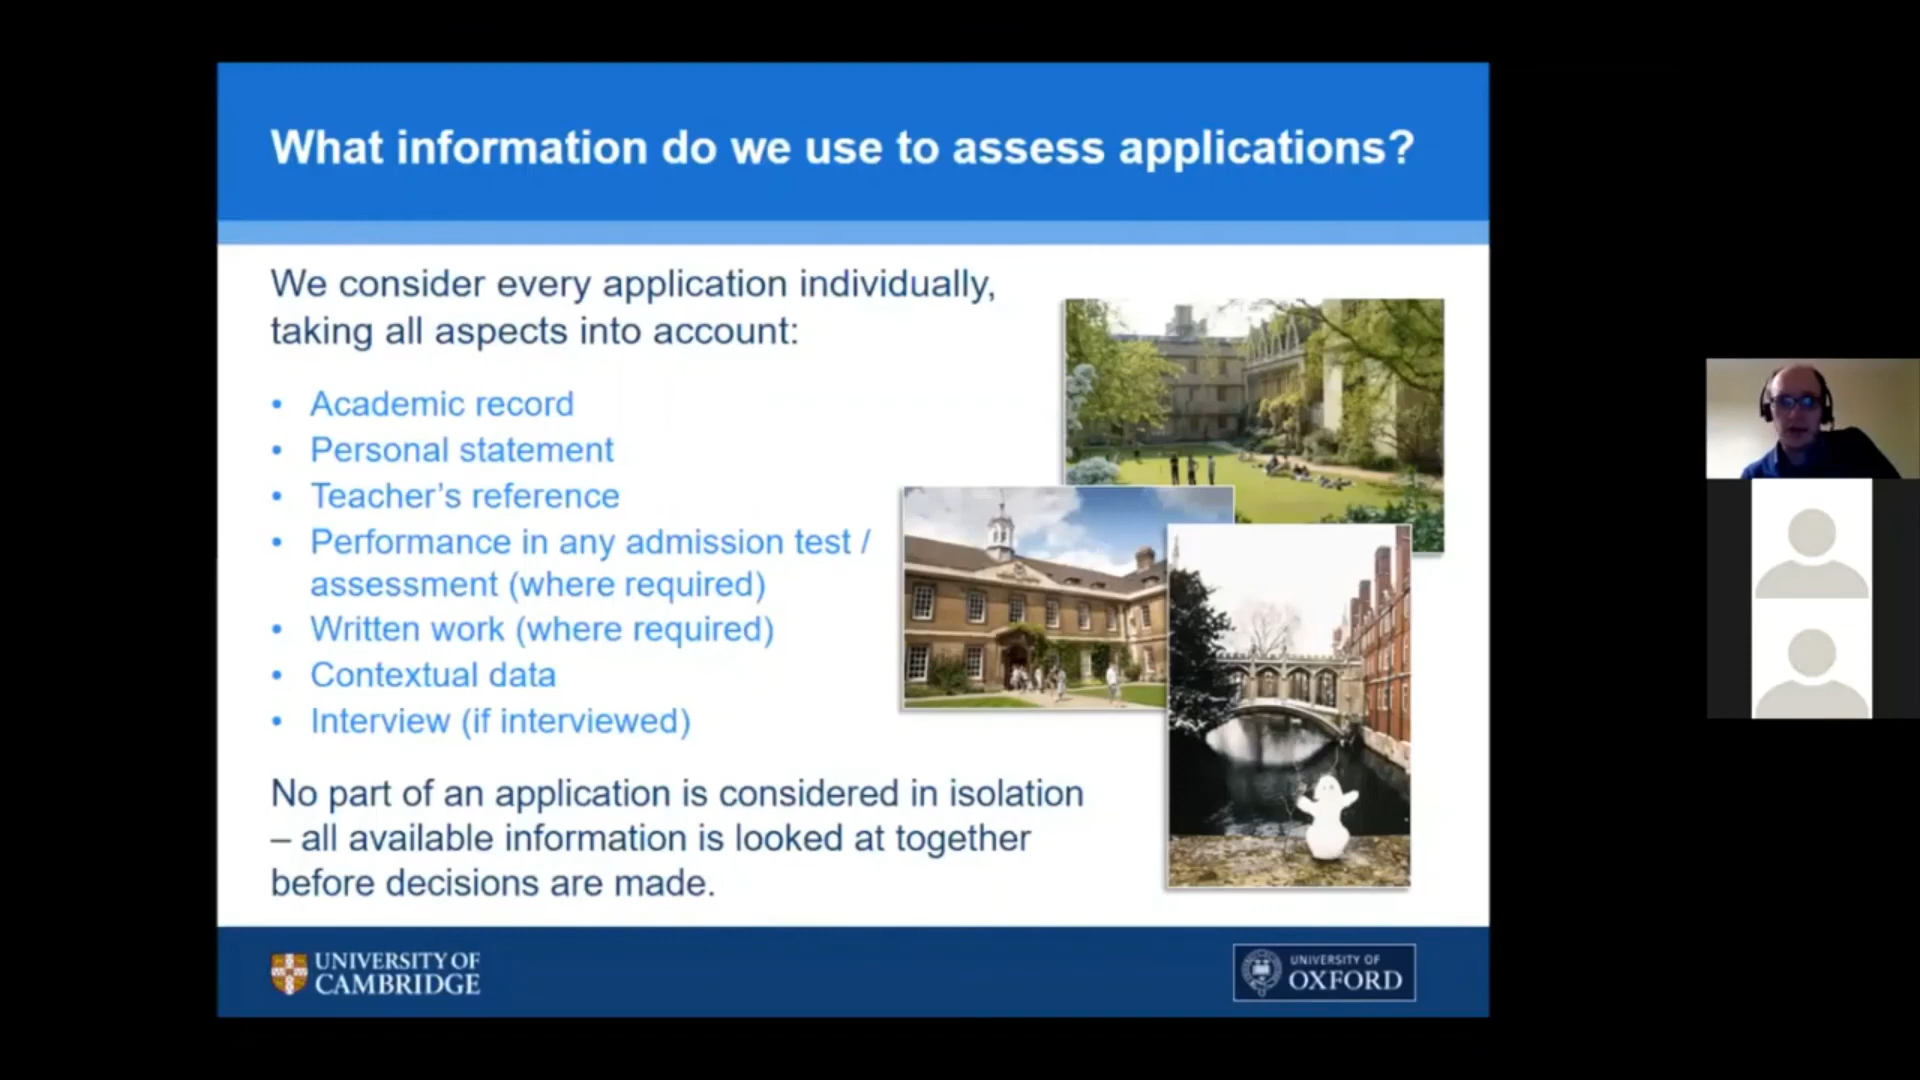 What information do we use to assess applications?
We consider every application individually,
taking all aspects into account:
• Academic record
• Personal statement
• Teacher’s reference
• Performance in any admission test /
assessment (where required)
• Written work (where required)
• Contextual data
• Interview (if interviewed)
No part of an application is considered in isolation
– all available information is looked at together
before decisions are made.
UNIVERSITY OF
CAMBRIDGE
UNIVERSITY OF
OXFORD